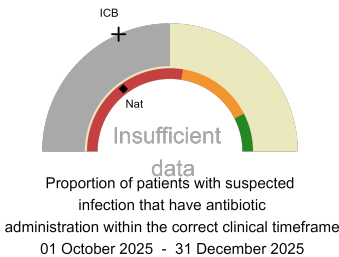 ICB
Nat
Insufficient
data
Proportion of patients with suspected
infection that have antibiotic
administration within the correct clinical timeframe
01 October 2025  -  31 December 2025